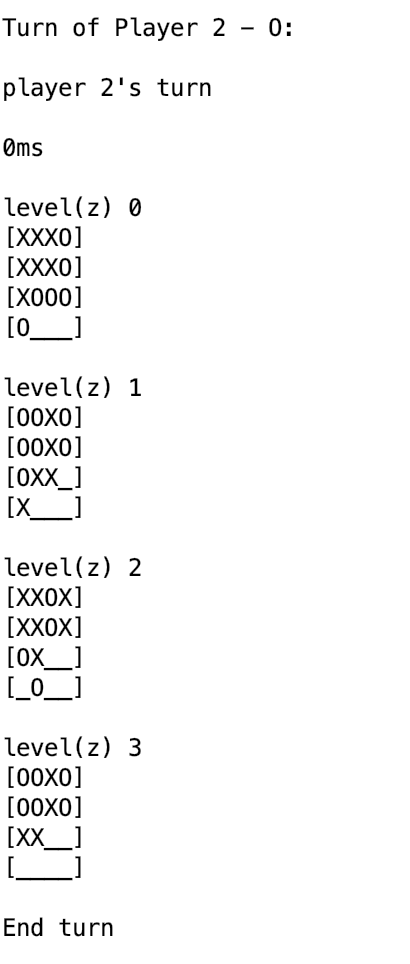 Turn of Player 2 – O:
player 2's turn
0ms
level(z) 0
[XXXO]
[XXXO]
[XOOO]
[O___]
level(z) 1
[OOXO]
[OOXO]
[OXX_]
[X___]
level(z) 2
[XXOX]
[XXOX]
[OX__]
[_O__]
level(z) 3
[OOXO]
[OOXO]
[XX__]
[____]
End turn